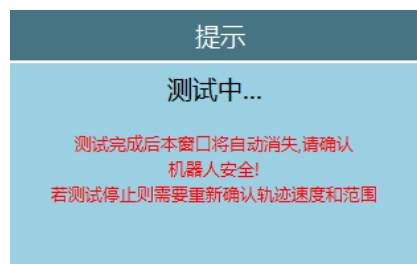 提示
测试中...
测试完成后本窗口将自动消失,请确认
机器人安全!
若测试停止则需要重新确认轨迹速度和范围